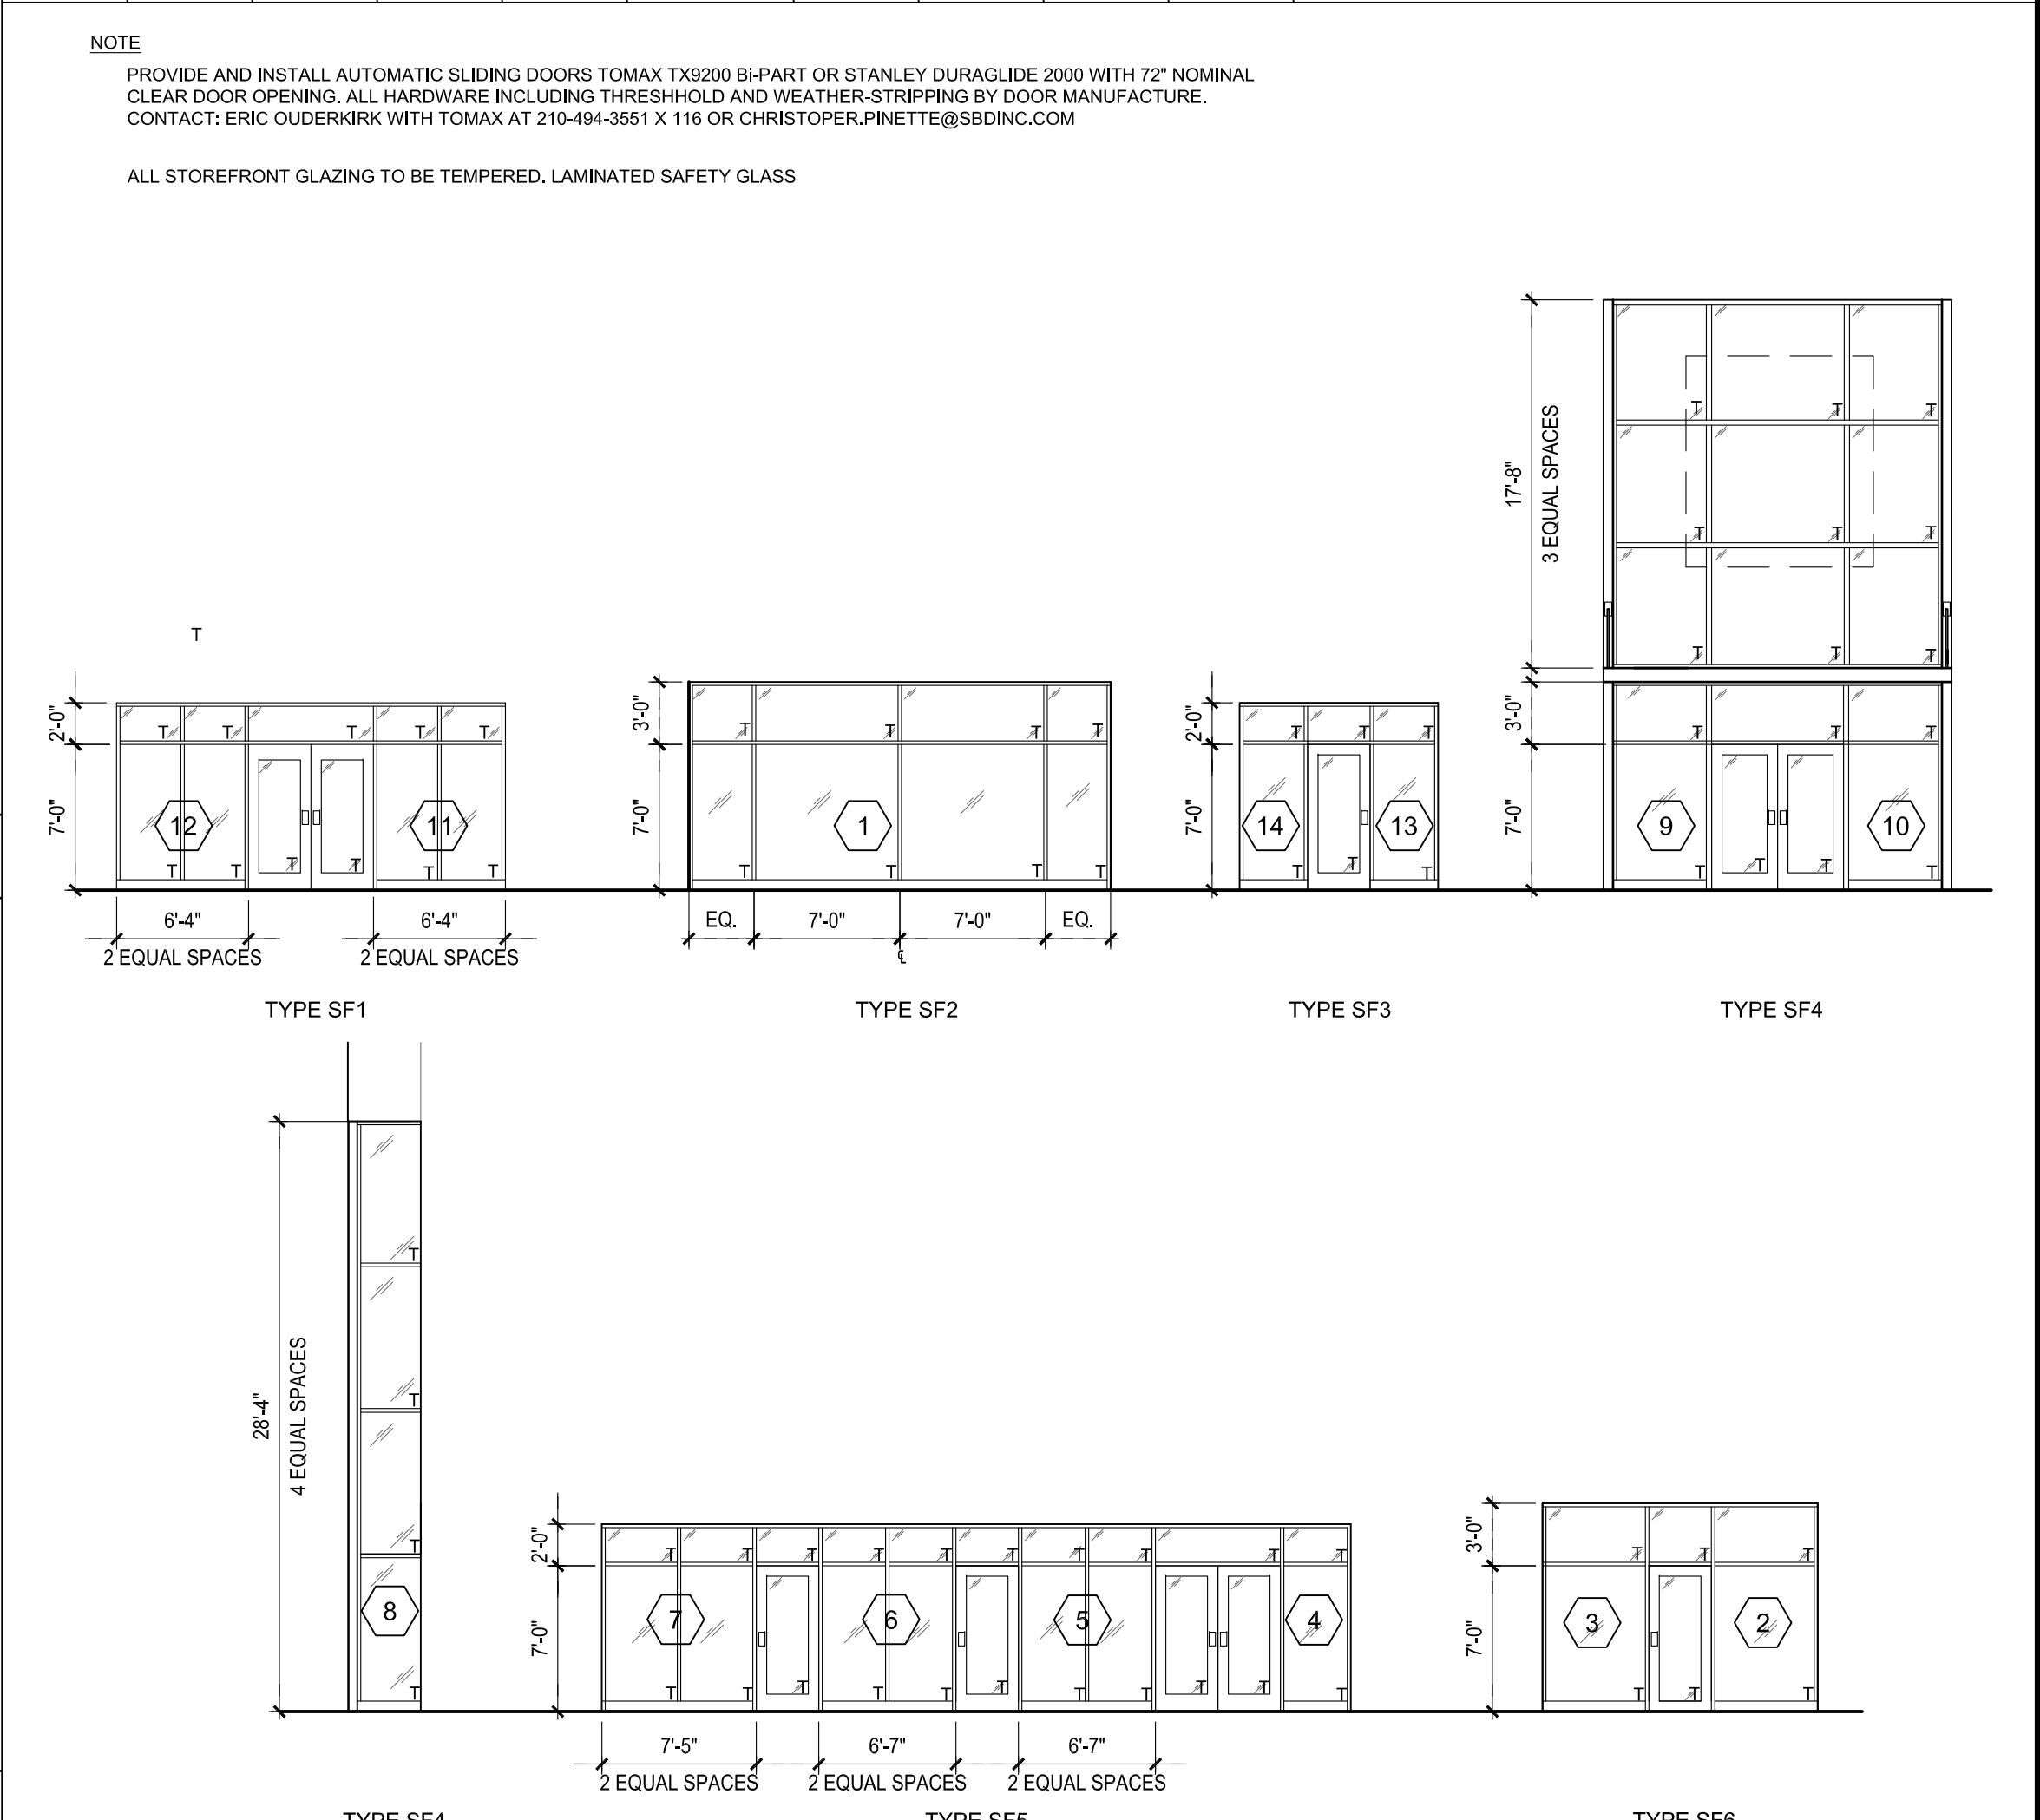 NOTE
PROVIDE AND INSTALL AUTOMATIC SLIDING DOORS TOMAX TX9200 Bi-PART OR STANLEY DURAGLIDE 2000 WITH 72" NOMINAL
CLEAR DOOR OPENING. ALL HARDWARE INCLUDING THRESHHOLD AND WEATHER-STRIPPING BY DOOR MANUFACTURE.
CONTACT: ERIC OUDERKIRK WITH TOMAX AT 210-494-3551 X 116 OR CHRISTOPER.PINETTE@SBDINC.COM
ALL STOREFRONT GLAZING TO BE TEMPERED. LAMINATED SAFETY GLASS
T
2'-0"
7'-0"
T T T T T
12 11
T T T T T T
6'-4" 6'-4"
2 EQUAL SPACES 2 EQUAL SPACES
TYPE SF1
3'-0"
7'-0"
T T T T
1
T T T T
EQ. 7'-0" 7'-0" EQ.
℄
TYPE SF2
2'-0"
7'-0"
T T T
14 13
T T T
TYPE SF3
17'-8"
3 EQUAL SPACES
T T T
T T T
T T T
3'-0"
7'-0"
T T T
9 10
T T T T
TYPE SF4
28'-4"
4 EQUAL SPACES
T
T
T
8
T
TYPE SF4
2'-0"
7'-0"
T T T T T T T T T T
7 6 5 4
T T T T T T T T T T T
7'-5" 6'-7" 6'-7"
2 EQUAL SPACES 2 EQUAL SPACES 2 EQUAL SPACES
TYPE SF5
3'-0"
7'-0"
T T T
3 2
T T T
TYPE SF6